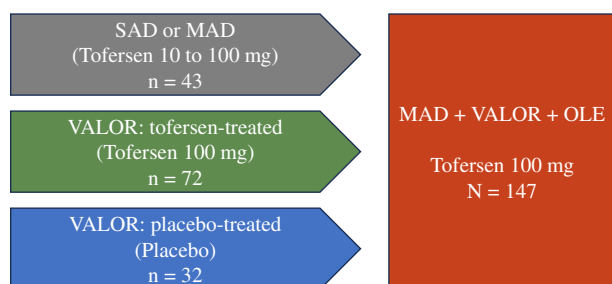 SAD or MAD
(Tofersen 10 to 100 mg)
n = 43
VALOR: tofersen-treated
(Tofersen 100 mg)
n = 72
VALOR: placebo-treated
(Placebo)
n = 32
MAD + VALOR + OLE
Tofersen 100 mg
N = 147